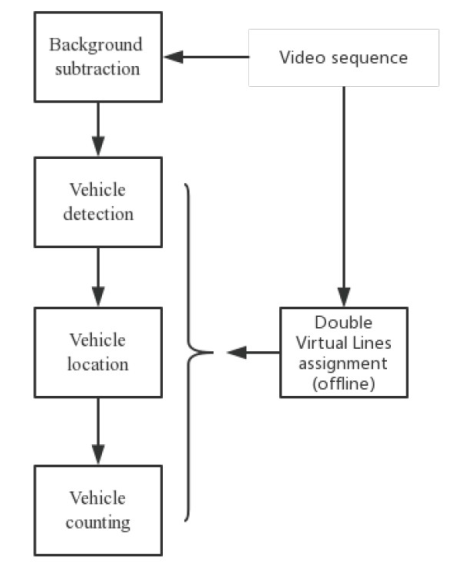 Background
subtraction
Video sequence
Vehicle
detection
Vehicle
location
Double
Virtual Lines
assignment
(offline)
Vehicle
counting